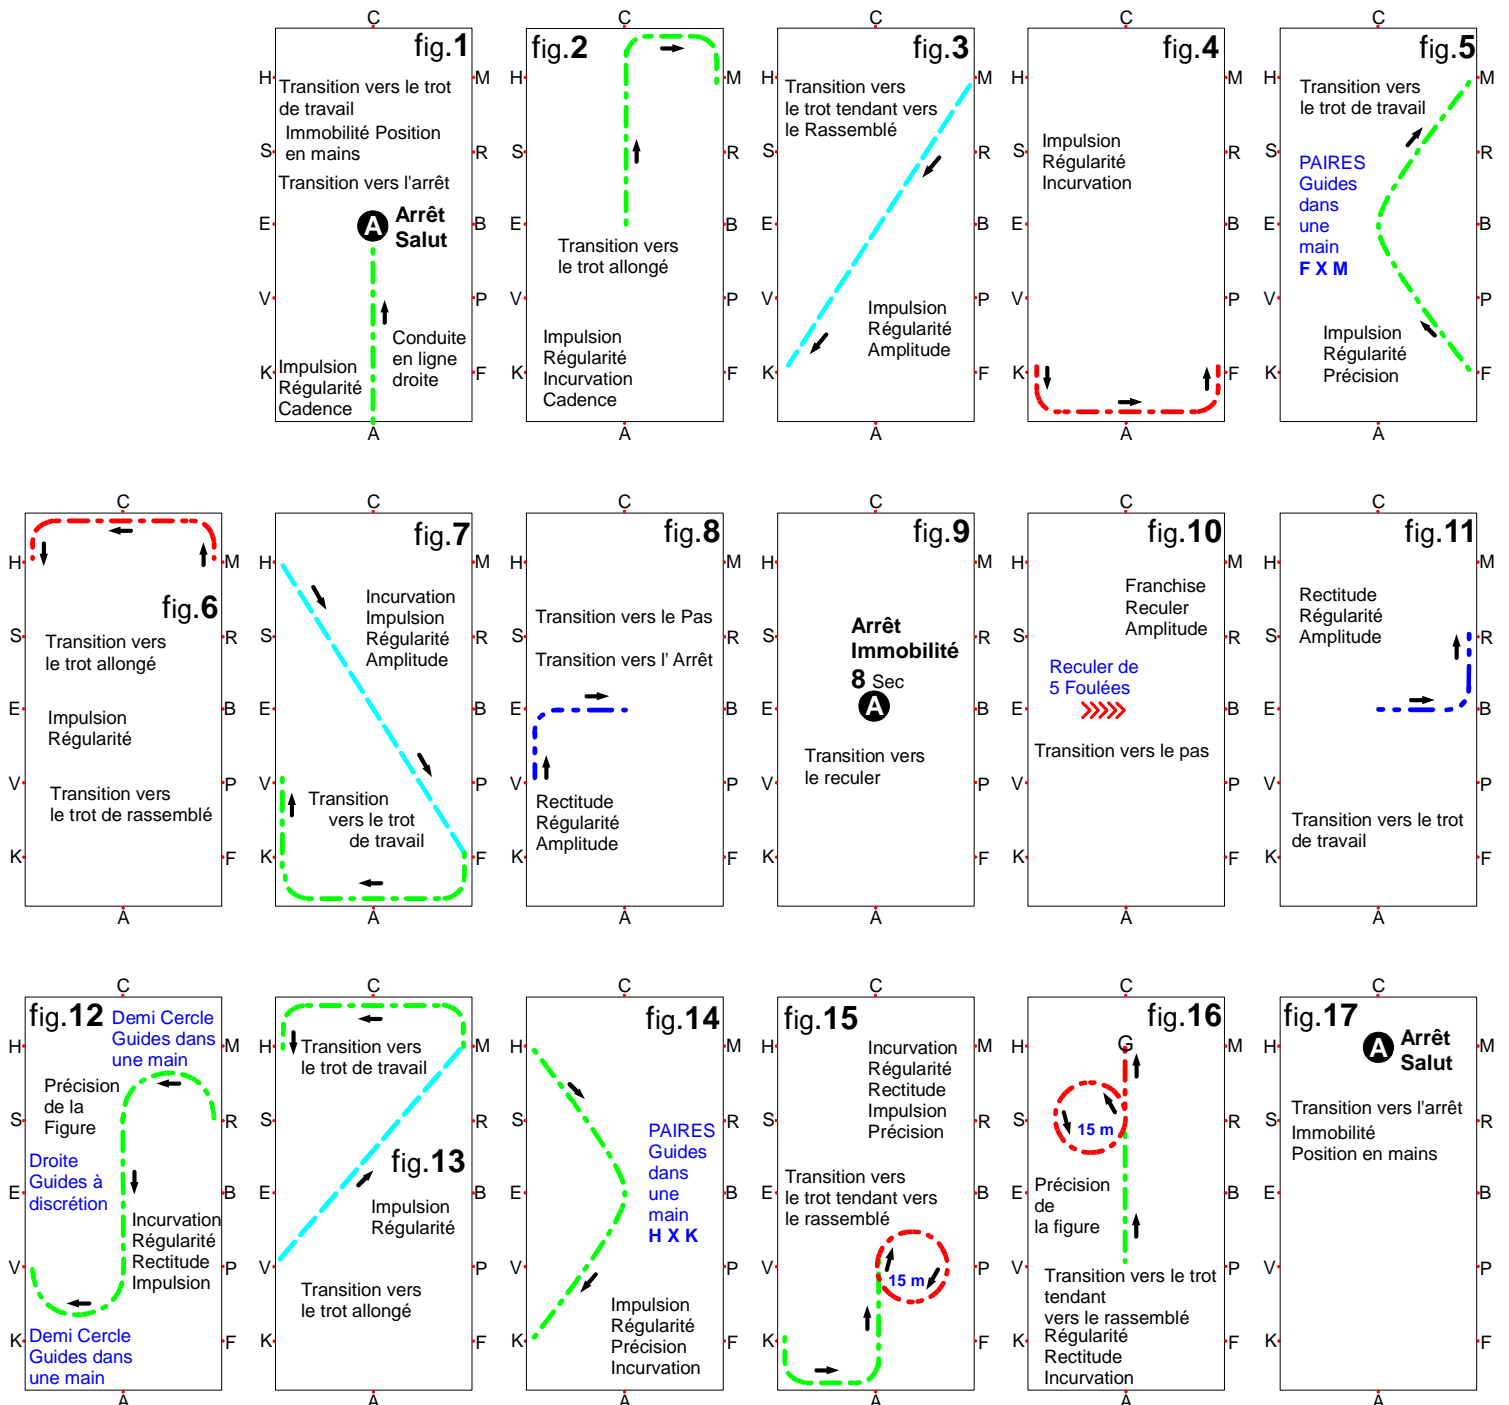 C
fig.1
H
M
Transition vers le trot
de travail
Immobilité Position
en mains
S
R
Transition vers l'arrêt
E
B
A
Arrêt
Salut
V
P
Conduite
en ligne
droite
K
F
Impulsion
Régularité
Cadence
A
C
fig.2
H
M
S
R
E
B
Transition vers
le trot allongé
V
P
Impulsion
Régularité
Incurvation
Cadence
K
F
A
C
fig.3
H
M
Transition vers
le trot tendant vers
le Rassemblé
S
R
E
B
V
P
Impulsion
Régularité
Amplitude
K
F
A
C
fig.4
H
M
Impulsion
Régularité
Incurvation
S
R
E
B
V
P
K
F
A
C
fig.5
H
M
Transition vers
le trot de travail
S
R
PAIRES
Guides
dans
une
main
F X M
E
B
V
P
Impulsion
Régularité
Précision
K
F
A
C
H
M
fig.6
S
R
Transition vers
le trot allongé
E
B
Impulsion
Régularité
V
P
Transition vers
le trot de rassemblé
K
F
A
C
fig.7
H
M
Incurvation
Impulsion
Régularité
Amplitude
S
R
E
B
V
P
Transition
vers le trot
de travail
K
F
A
C
fig.8
H
M
Transition vers le Pas
S
R
Transition vers l' Arrêt
E
B
V
P
Rectitude
Régularité
Amplitude
K
F
A
C
fig.9
H
M
Arrêt
Immobilité
8 Sec
S
R
E
A
B
Transition vers
le reculer
V
P
K
F
A
C
fig.10
H
M
Franchise
Reculer
Amplitude
S
R
Reculer de
5 Foulées
E
B
Transition vers le pas
V
P
K
F
A
C
fig.11
H
M
Rectitude
Régularité
Amplitude
S
R
E
B
V
P
Transition vers le trot
de travail
K
F
A
C
fig.12
Demi Cercle
Guides dans
une main
H
M
Précision
de la
Figure
S
R
Droite
Guides à
discrétion
E
B
Incurvation
Régularité
Rectitude
Impulsion
V
P
Demi Cercle
Guides dans
une main
K
F
A
C
H
M
Transition vers
le trot de travail
S
R
fig.13
E
B
Impulsion
Régularité
V
P
Transition vers
le trot allongé
K
F
A
C
fig.14
H
M
S
R
PAIRES
Guides
dans
une
main
H X K
E
B
V
P
Impulsion
Régularité
Précision
Incurvation
K
F
A
C
fig.15
H
M
Incurvation
Régularité
Rectitude
Impulsion
Précision
S
R
Transition vers
le trot tendant vers
le rassemblé
E
B
V
P
15 m
K
F
A
C
fig.16
G
H
M
S
R
15 m
Précision
de
la figure
E
B
V
P
Transition vers le trot
tendant
vers le rassemblé
Régularité
Rectitude
Incurvation
K
F
A
C
fig.17
A
Arrêt
Salut
H
M
Transition vers l'arrêt
Immobilité
Position en mains
S
R
E
B
V
P
K
F
A